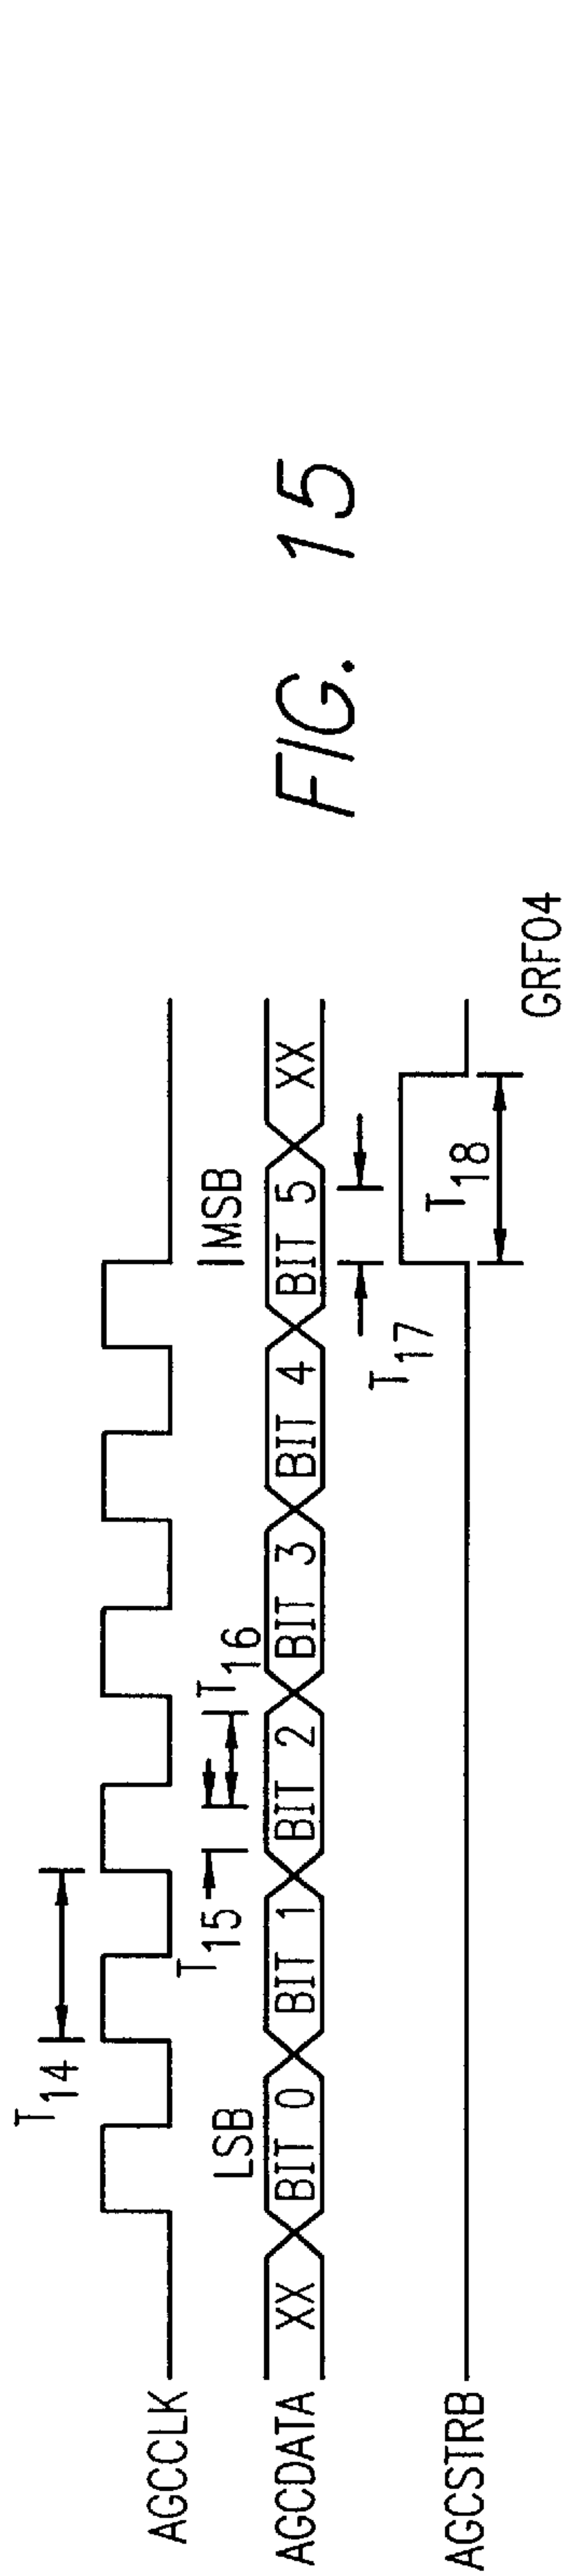 T14
AGCCLK
T15
T16
LSB
MSB
AGCDATA
XX BIT 0 BIT 1 BIT 2 BIT 3 BIT 4 BIT 5 XX
T17
T18
AGCSTRB
GRF04
FIG. 15